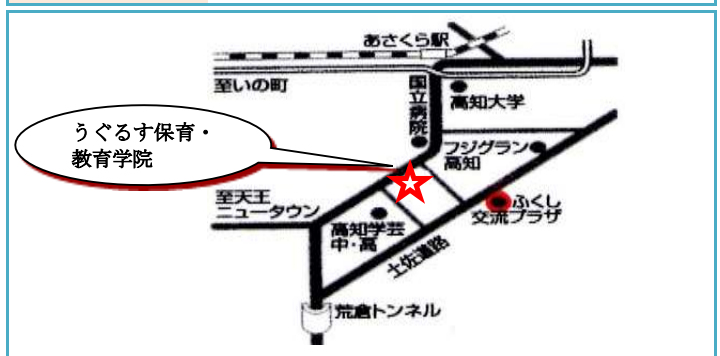 あさくら駅
至いの町
国立病院
高知大学
うぐるす保育・
教育学院
フジグラン
高知
至天王
ニュータウン
ふくし
交流プラザ
高知学芸
中・高
土佐道路
荒倉トンネル